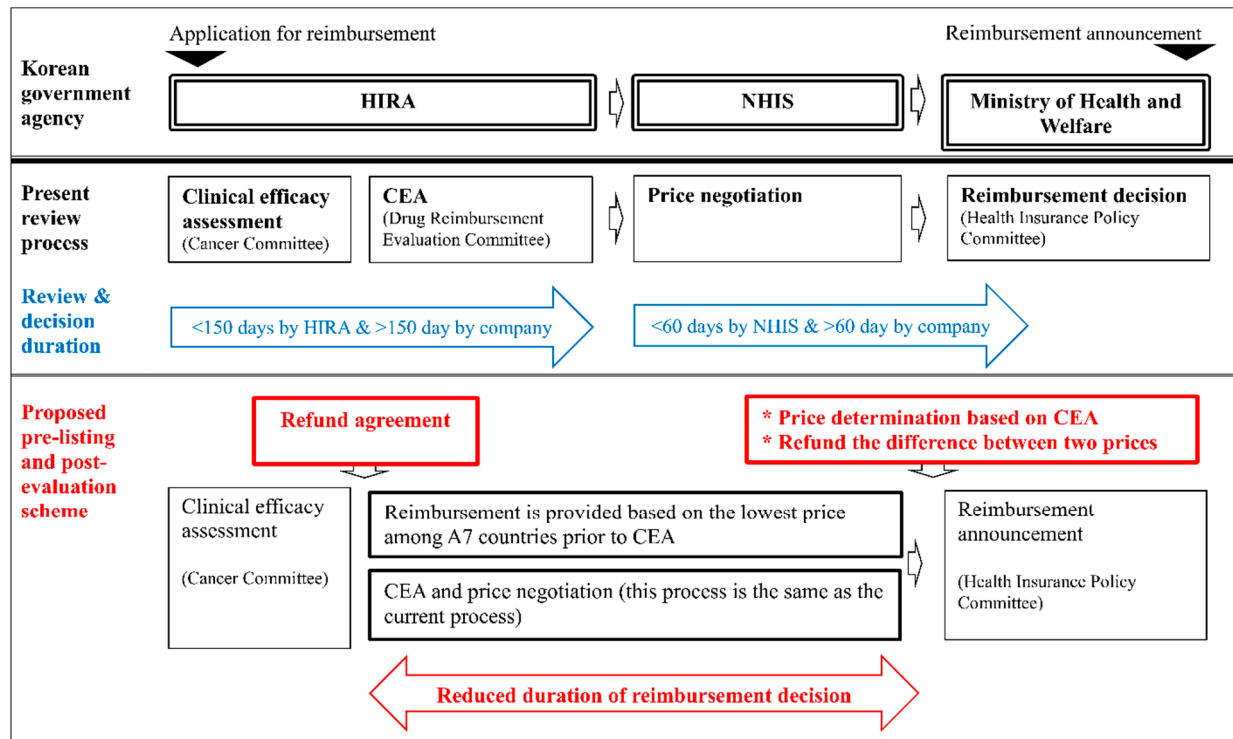 Application for reimbursement
Reimbursement announcement
Korean
government
agency
HIRA
NHIS
Ministry of Health and
Welfare
Present
review
process
Clinical efficacy
assessment
(Cancer Committee)
CEA
(Drug Reimbursement
Evaluation Committee)
Price negotiation
Reimbursement decision
(Health Insurance Policy
Committee)
Review &
decision
duration
<150 days by HIRA & >150 day by company
<60 days by NHIS & >60 day by company
Proposed
pre-listing
and post-
evaluation
scheme
Refund agreement
* Price determination based on CEA
* Refund the difference between two prices
Clinical efficacy
assessment
(Cancer Committee)
Reimbursement is provided based on the lowest price
among A7 countries prior to CEA
CEA and price negotiation (this process is the same as the
current process)
Reimbursement
announcement
(Health Insurance Policy
Committee)
Reduced duration of reimbursement decision